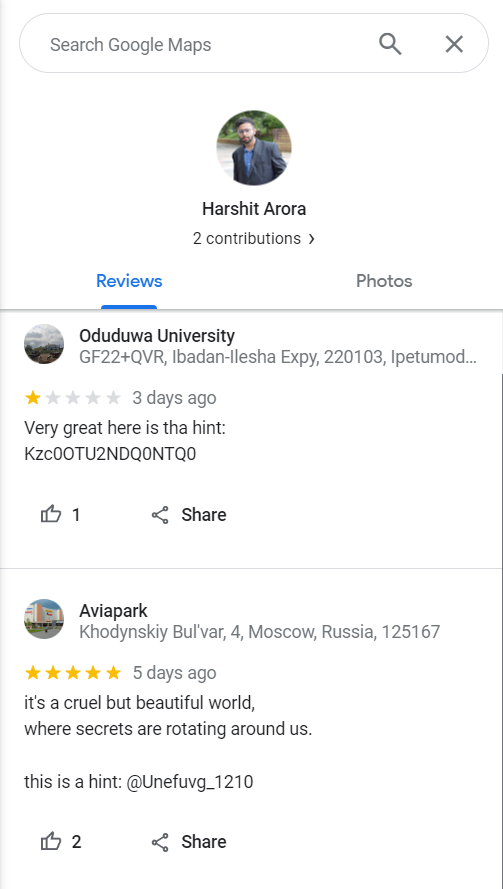 Search Google Maps
Harshit Arora
2 contributions ›
Reviews Photos
Oduduwa University
GF22+QVR, Ibadan-Ilesha Expy, 220103, Ipetumod...
3 days ago
Very great here is tha hint:
Kzc0OTU2NDQ0NTQ0
1 Share
Aviapark
Khodynskiy Bul'var, 4, Moscow, Russia, 125167
5 days ago
it's a cruel but beautiful world,
where secrets are rotating around us.
this is a hint: @Unefuvg_1210
2 Share